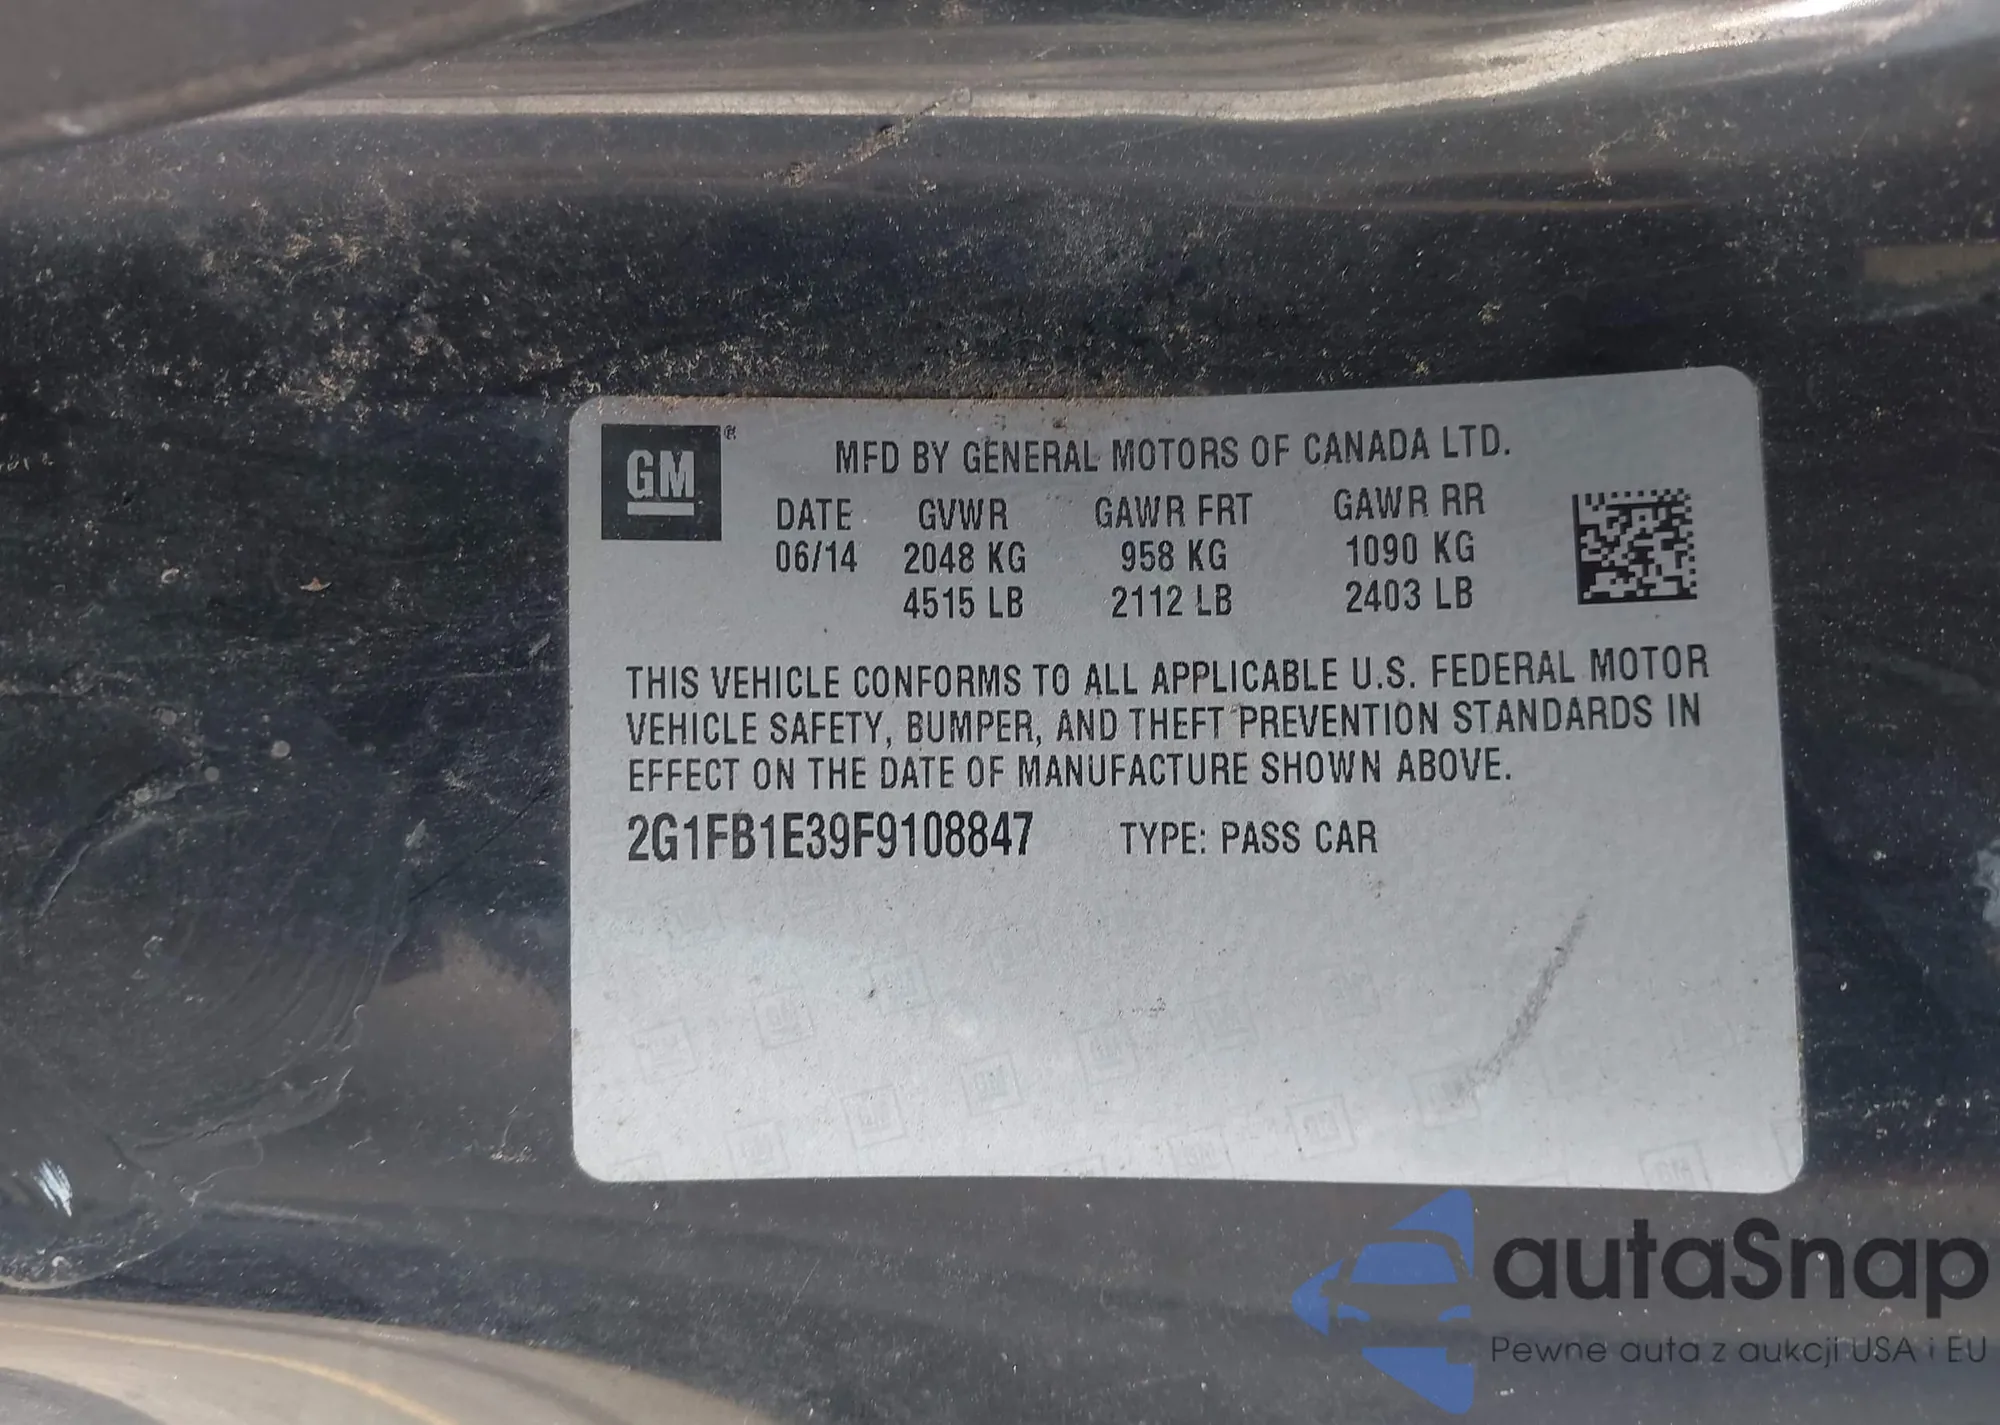 GM®
MFD BY GENERAL MOTORS OF CANADA LTD.
DATE GVWR GAWR FRT GAWR RR
06/14 2048 KG 958 KG 1090 KG
4515 LB 2112 LB 2403 LB
THIS VEHICLE CONFORMS TO ALL APPLICABLE U.S. FEDERAL MOTOR
VEHICLE SAFETY, BUMPER, AND THEFT PREVENTION STANDARDS IN
EFFECT ON THE DATE OF MANUFACTURE SHOWN ABOVE.
2G1FB1E39F9108847 TYPE: PASS CAR
autaSnap
Pewne auta z aukcji USA i EU